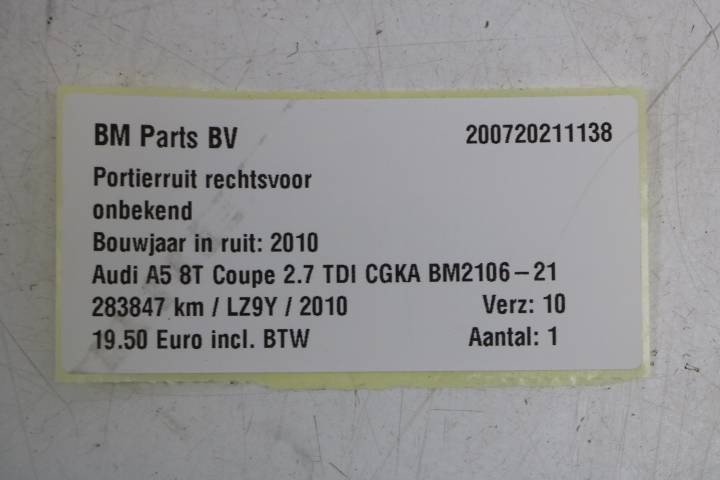 BM Parts BV 200720211138
Portierruit rechtsvoor
onbekend
Bouwjaar in ruit: 2010
Audi A5 8T Coupe 2.7 TDI CGKA BM2106-21
283847 km / LZ9Y / 2010 Verz: 10
19.50 Euro incl. BTW Aantal: 1